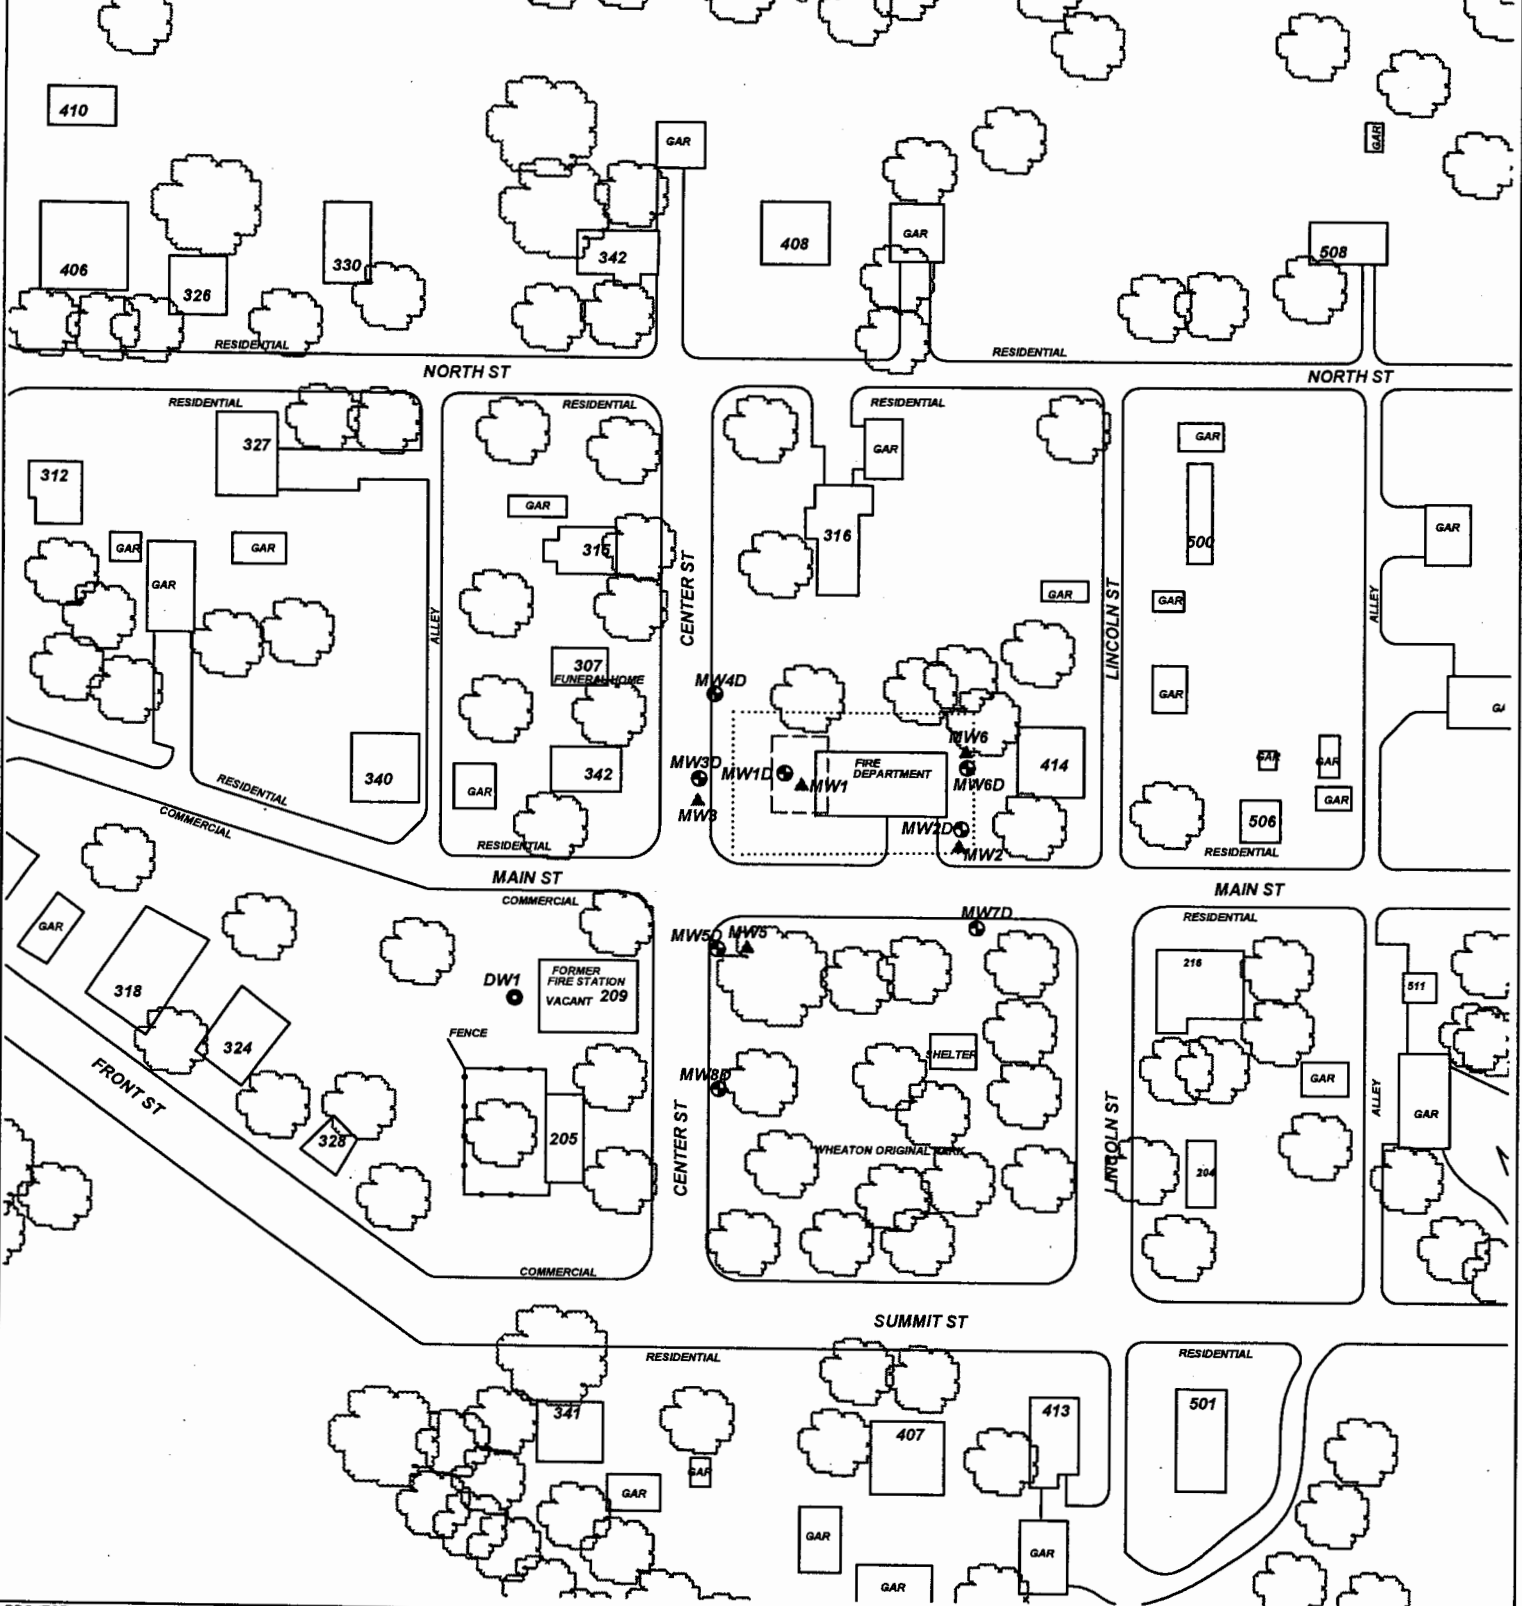 410
GAR
GAR
406
326
330
342
408
GAR
508
RESIDENTIAL
RESIDENTIAL
NORTH ST
NORTH ST
RESIDENTIAL
RESIDENTIAL
RESIDENTIAL
327
GAR
GAR
312
GAR
GAR
316
500
GAR
GAR
GAR
GAR
315
CENTER ST
GAR
GAR
LINCOLN ST
ALLEY
ALLEY
307
FUNERAL HOME
MW4D
GAR
MW6
340
342
GAR
RESIDENTIAL
COMMERCIAL
MW3D
MW3
MW1D
MW1
FIRE
DEPARTMENT
MW6D
414
GAR
GAR
GAR
506
MW2D
MW2
RESIDENTIAL
RESIDENTIAL
MAIN ST
MAIN ST
COMMERCIAL
RESIDENTIAL
GAR
318
324
328
FRONT ST
MW5D
MW5
MW7D
DW1
FORMER
FIRE STATION
VACANT 209
FENCE
216
511
SHELTER
MW8D
GAR
205
CENTER ST
WHEATON ORIGINAL PARK
LINCOLN ST
204
ALLEY
GAR
COMMERCIAL
SUMMIT ST
RESIDENTIAL
RESIDENTIAL
341
407
413
501
GAR
GAR
GAR
GAR
GAR